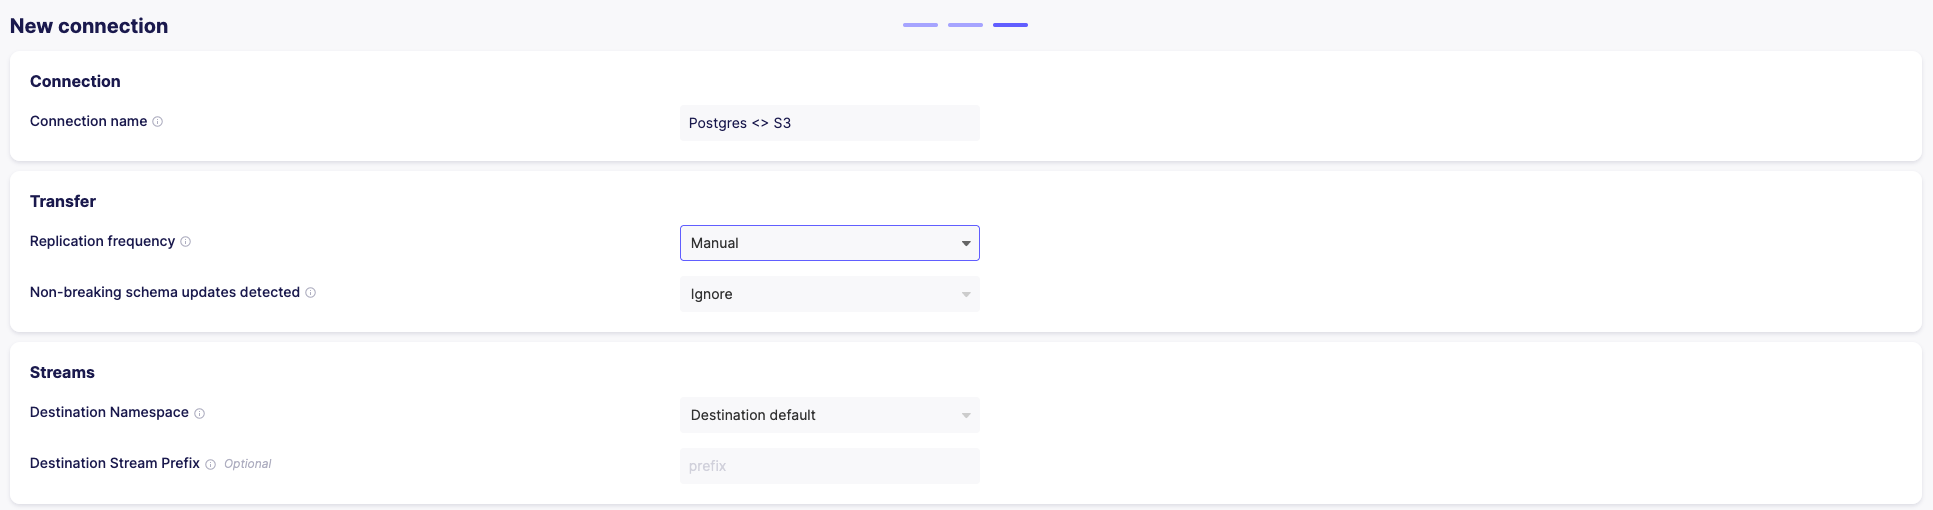 New connection
Connection
Connection name
Postgres <> S3
Transfer
Replication frequency
Manual
Non-breaking schema updates detected
Ignore
Streams
Destination Namespace
Destination default
Destination Stream Prefix Optional
prefix